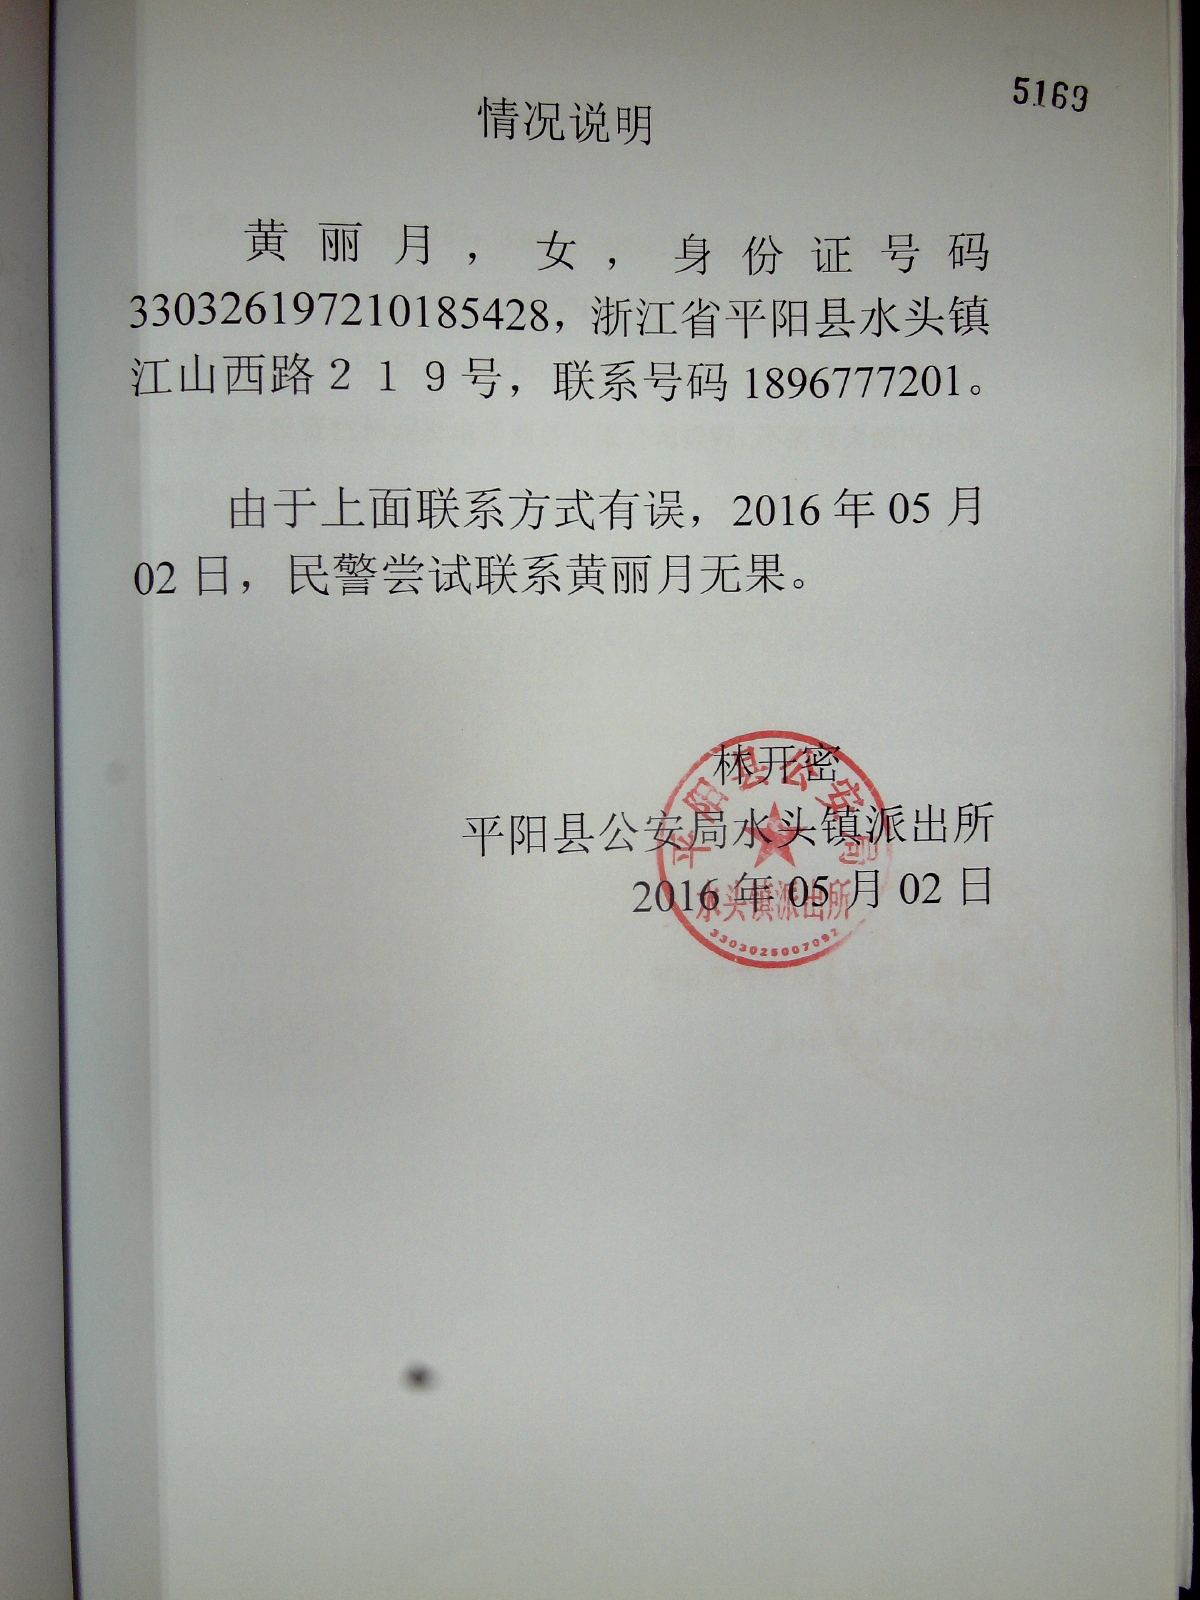 5169
情况说明
黄丽月，女，身份证号码
330326197210185428，浙江省平阳县水头镇
江山西路２１９号，联系号码 1896777201。
由于上面联系方式有误，2016 年 05 月
02 日，民警尝试联系黄丽月无果。
林开密
平阳县公安局水头镇派出所
2016 年 05 月 02 日
平阳县公安局
水头镇派出所
3303025007097